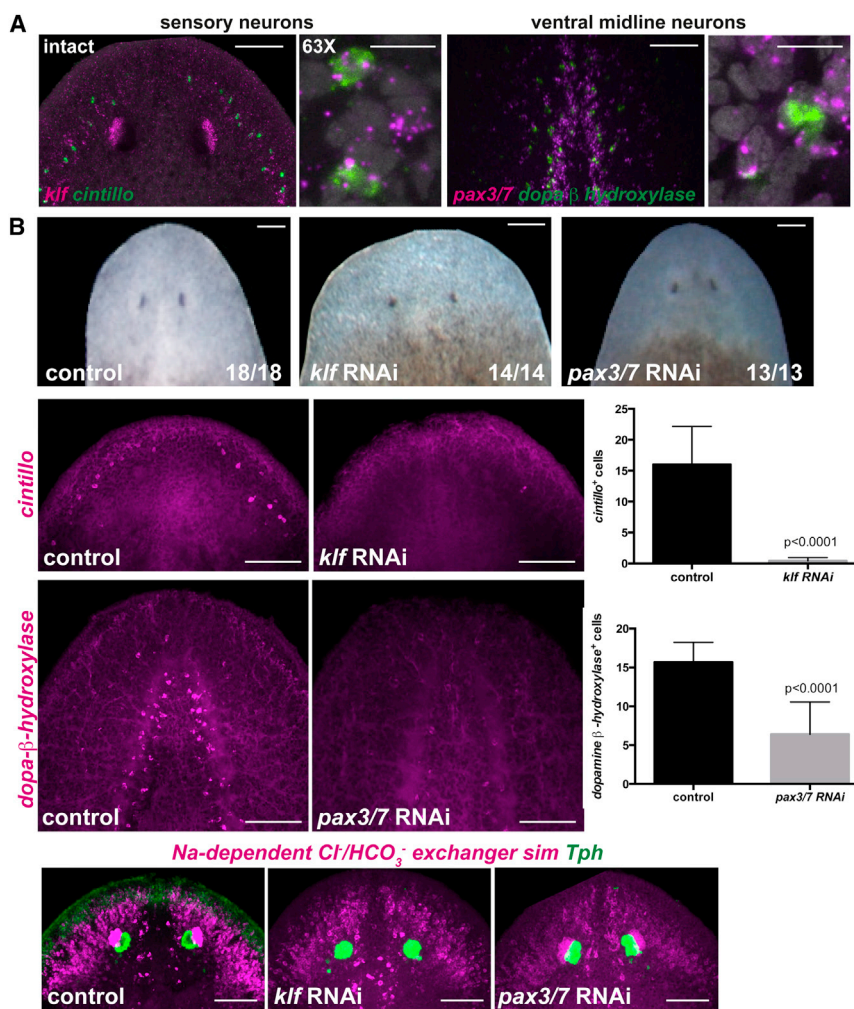 A
sensory neurons
ventral midline neurons
intact
klf cintillo
63X
pax3/7 dopa-β hydroxylase
B
control
18/18
klf RNAi
14/14
pax3/7 RNAi
13/13
cintillo
control
klf RNAi
cintillo⁺ cells
25
20
15
10
5
0
p<0.0001
control
klf RNAi
dopa-β-hydroxylase
control
pax3/7 RNAi
dopamine β -hydroxylase⁺ cells
20
15
10
5
0
p<0.0001
control
pax3/7 RNAi
Na-dependent Cl⁻/HCO₃⁻ exchanger sim Tph
control
klf RNAi
pax3/7 RNAi